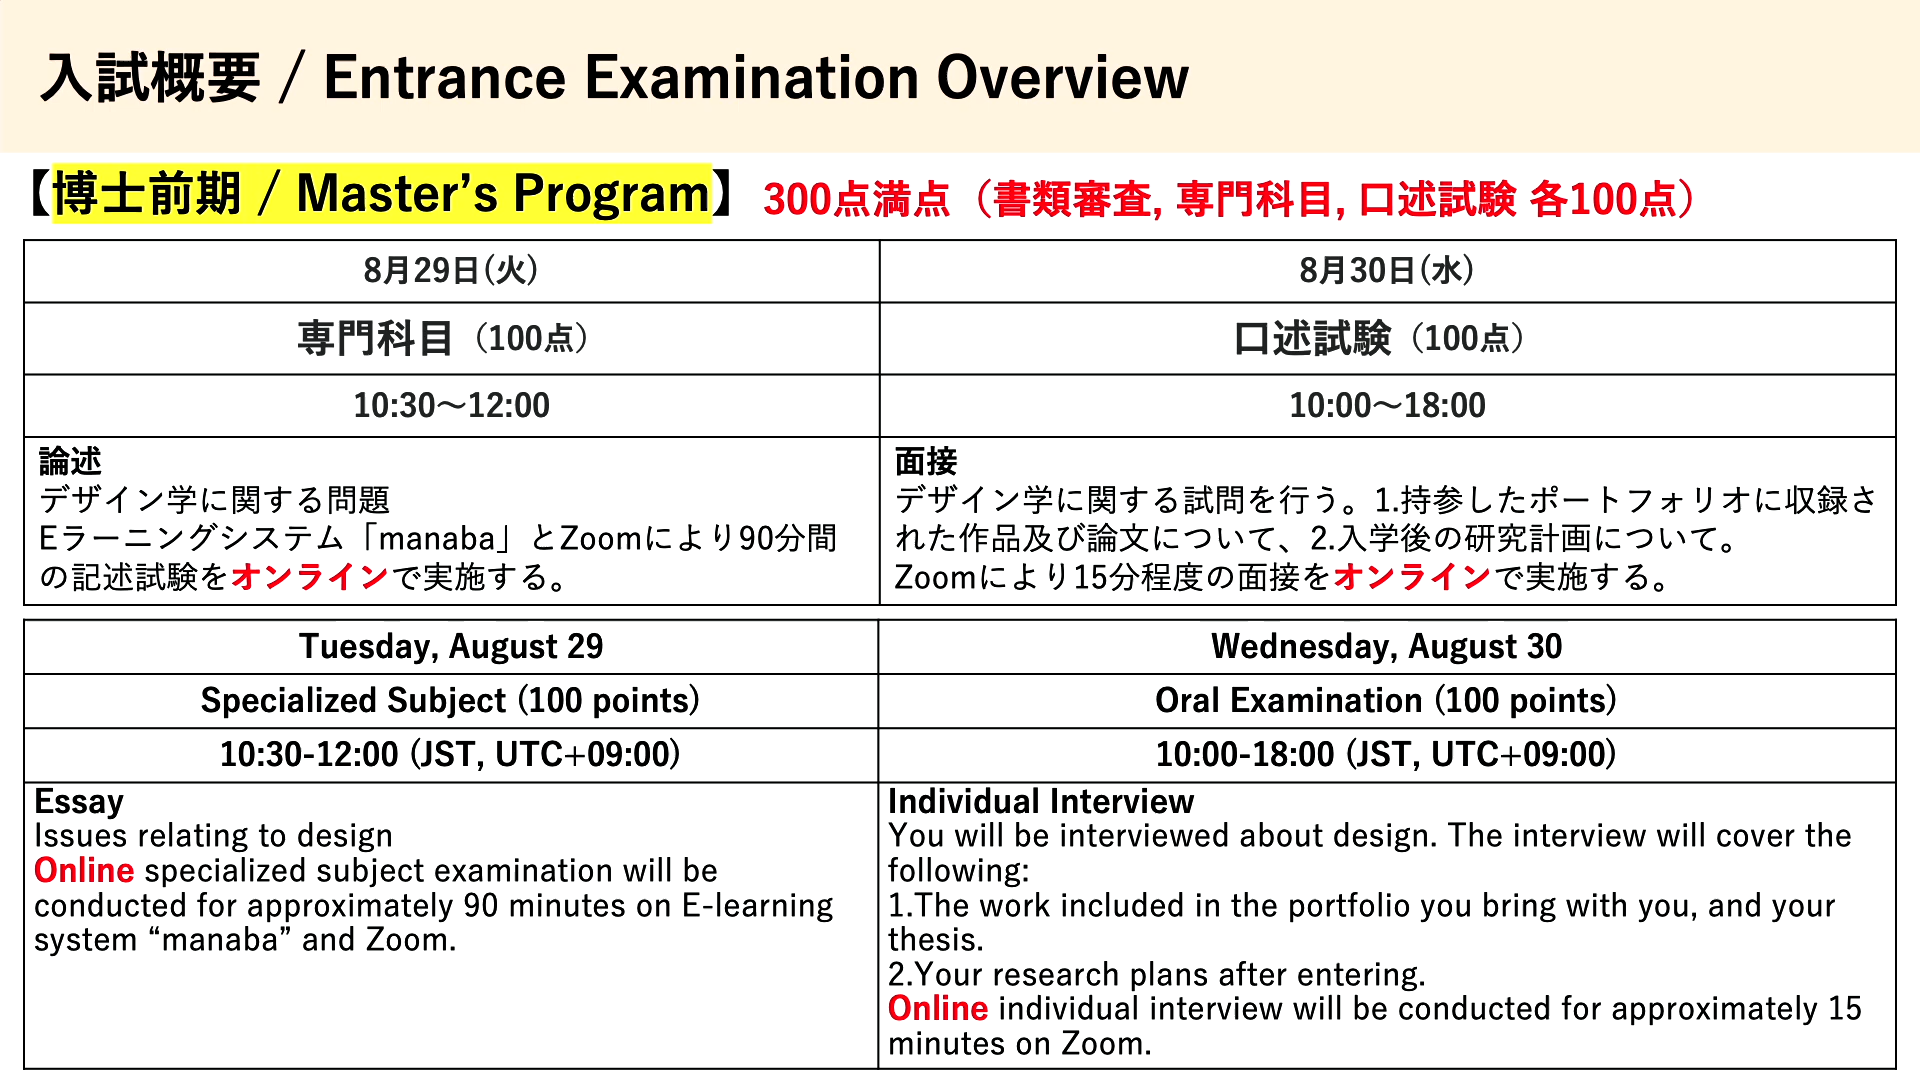 入試概要 / Entrance Examination Overview
【博士前期 / Master’s Program】 300点満点（書類審査, 専門科目, 口述試験 各100点）
8月29日(火)
8月30日(水)
専門科目（100点）
口述試験（100点）
10:30～12:00
10:00～18:00
論述
デザイン学に関する問題
Eラーニングシステム「manaba」とZoomにより90分間
の記述試験をオンラインで実施する。
面接
デザイン学に関する試問を行う。1.持参したポートフォリオに収録さ
れた作品及び論文について、2.入学後の研究計画について。
Zoomにより15分程度の面接をオンラインで実施する。
Tuesday, August 29
Wednesday, August 30
Specialized Subject (100 points)
Oral Examination (100 points)
10:30-12:00 (JST, UTC+09:00)
10:00-18:00 (JST, UTC+09:00)
Essay
Issues relating to design
Online specialized subject examination will be
conducted for approximately 90 minutes on E-learning
system “manaba” and Zoom.
Individual Interview
You will be interviewed about design. The interview will cover the
following:
1.The work included in the portfolio you bring with you, and your
thesis.
2.Your research plans after entering.
Online individual interview will be conducted for approximately 15
minutes on Zoom.